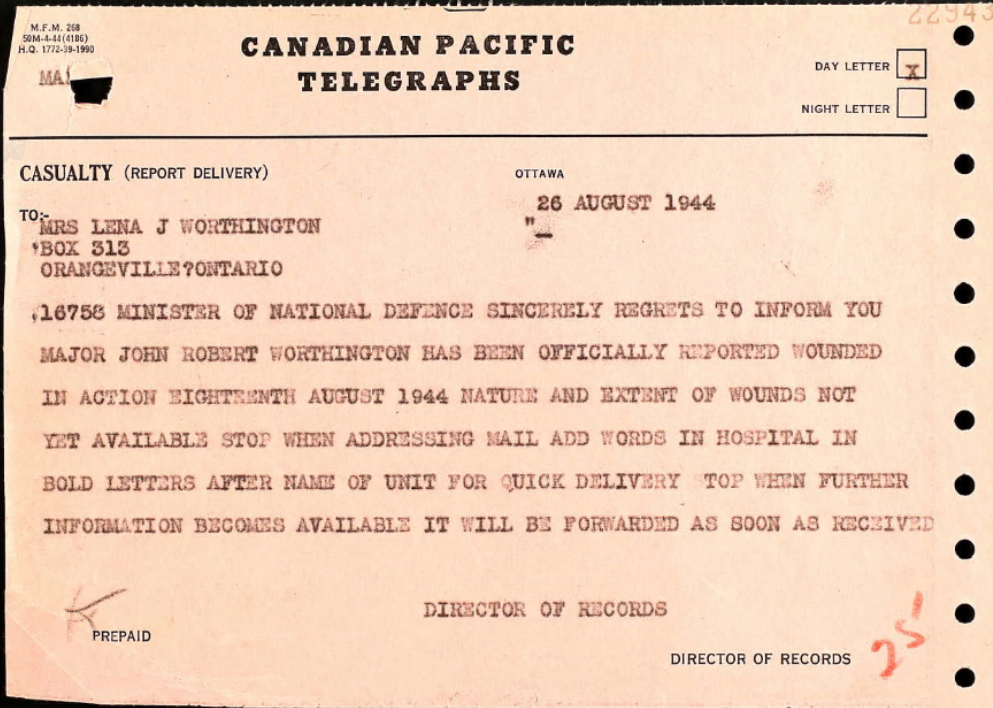 22943
M.F.M. 268
50M-4-44(4186)
H.Q. 1772-39-1990
CANADIAN PACIFIC
TELEGRAPHS
DAY LETTER X
NIGHT LETTER
CASUALTY (REPORT DELIVERY)
OTTAWA
26 AUGUST 1944
TO:-
MRS LENA J WORTHINGTON
BOX 313
ORANGEVILLE?ONTARIO
16758 MINISTER OF NATIONAL DEFENCE SINCERELY REGRETS TO INFORM YOU
MAJOR JOHN ROBERT WORTHINGTON HAS BEEN OFFICIALLY REPORTED WOUNDED
IN ACTION EIGHTEENTH AUGUST 1944 NATURE AND EXTENT OF WOUNDS NOT
YET AVAILABLE STOP WHEN ADDRESSING MAIL ADD WORDS IN HOSPITAL IN
BOLD LETTERS AFTER NAME OF UNIT FOR QUICK DELIVERY STOP WHEN FURTHER
INFORMATION BECOMES AVAILABLE IT WILL BE FORWARDED AS SOON AS RECEIVED
DIRECTOR OF RECORDS
PREPAID
DIRECTOR OF RECORDS
25